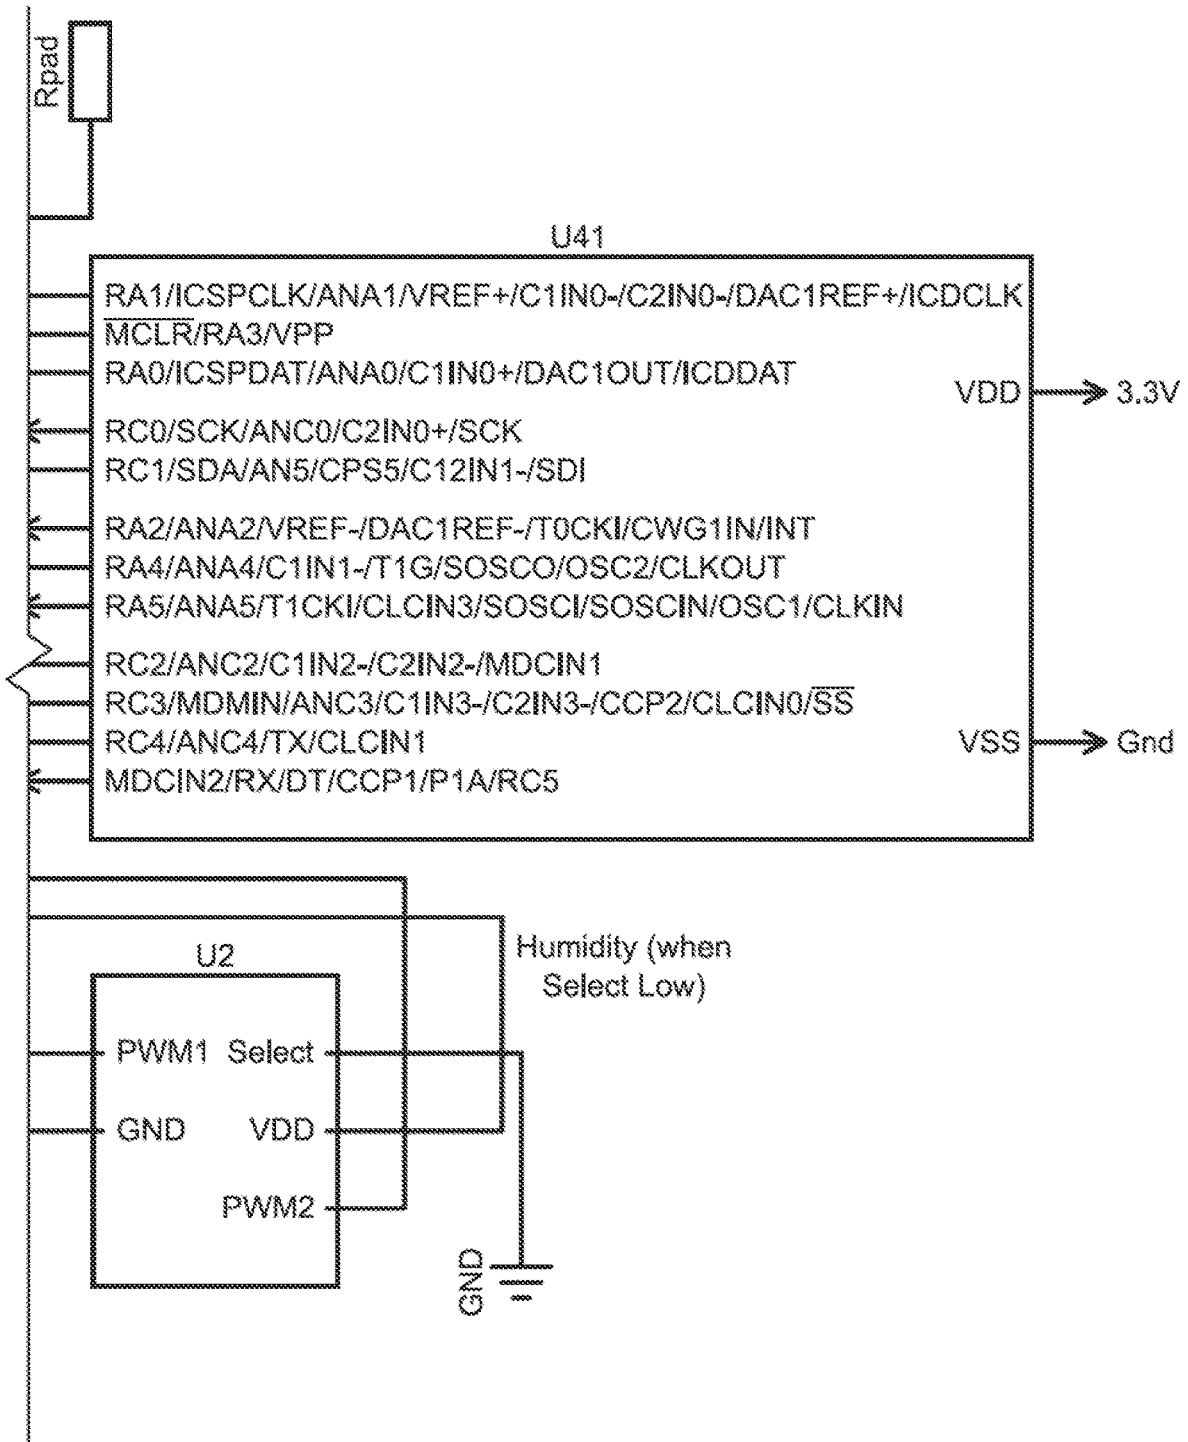 Rpad
U41
RA1/ICSPCLK/ANA1/VREF+/C1IN0-/C2IN0-/DAC1REF+/ICDCLK
MCLR/RA3/VPP
RA0/ICSPDAT/ANA0/C1IN0+/DAC1OUT/ICDDAT
VDD
3.3V
RC0/SCK/ANC0/C2IN0+/SCK
RC1/SDA/AN5/CPS5/C12IN1-/SDI
RA2/ANA2/VREF-/DAC1REF-/T0CKI/CWG1IN/INT
RA4/ANA4/C1IN1-/T1G/SOSCO/OSC2/CLKOUT
RA5/ANA5/T1CKI/CLCIN3/SOSCI/SOSCIN/OSC1/CLKIN
RC2/ANC2/C1IN2-/C2IN2-/MDCIN1
RC3/MDMIN/ANC3/C1IN3-/C2IN3-/CCP2/CLCIN0/SS
RC4/ANC4/TX/CLCIN1
VSS
Gnd
MDCIN2/RX/DT/CCP1/P1A/RC5
U2
Humidity (when
Select Low)
PWM1
Select
GND
VDD
PWM2
GND